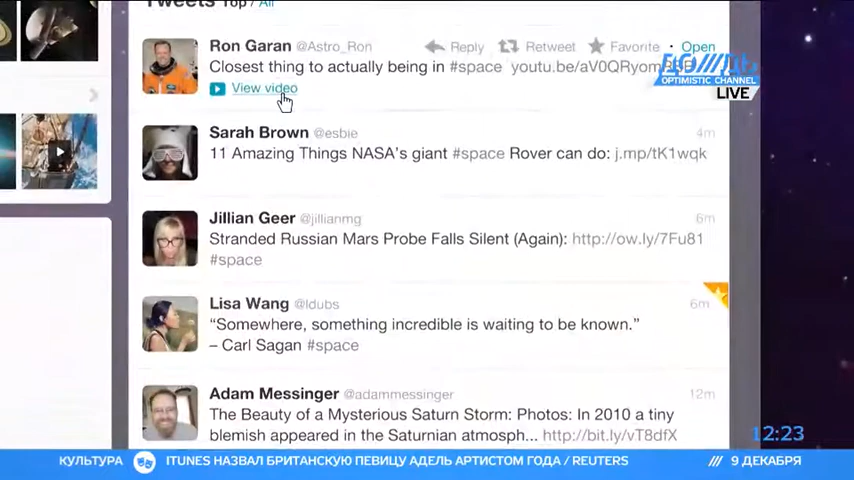 Tweets Top / All
Ron Garan @Astro_Ron Reply Retweet Favorite · Open
Closest thing to actually being in #space youtu.be/aV0QRyom
View video
ДОЖДЬ
OPTIMISTIC CHANNEL
LIVE
Sarah Brown @esbie 4m
11 Amazing Things NASA's giant #space Rover can do: j.mp/tK1wqk
Jillian Geer @jillianmg 6m
Stranded Russian Mars Probe Falls Silent (Again): http://ow.ly/7Fu81
#space
Lisa Wang @ldubs 6m
“Somewhere, something incredible is waiting to be known.”
– Carl Sagan #space
Adam Messinger @adammessinger 12m
The Beauty of a Mysterious Saturn Storm: Photos: In 2010 a tiny
blemish appeared in the Saturnian atmosph... http://bit.ly/vT8dfX
12:23
КУЛЬТУРА ITUNES НАЗВАЛ БРИТАНСКУЮ ПЕВИЦУ АДЕЛЬ АРТИСТОМ ГОДА / REUTERS /// 9 ДЕКАБРЯ